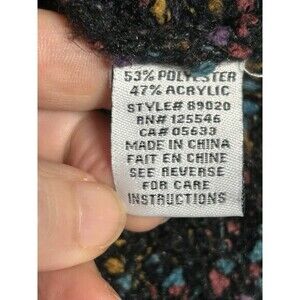 53% POLYESTER
47% ACRYLIC
STYLE# 89020
RN# 125546
CA# 05633
MADE IN CHINA
FAIT EN CHINE
SEE REVERSE
FOR CARE
INSTRUCTIONS